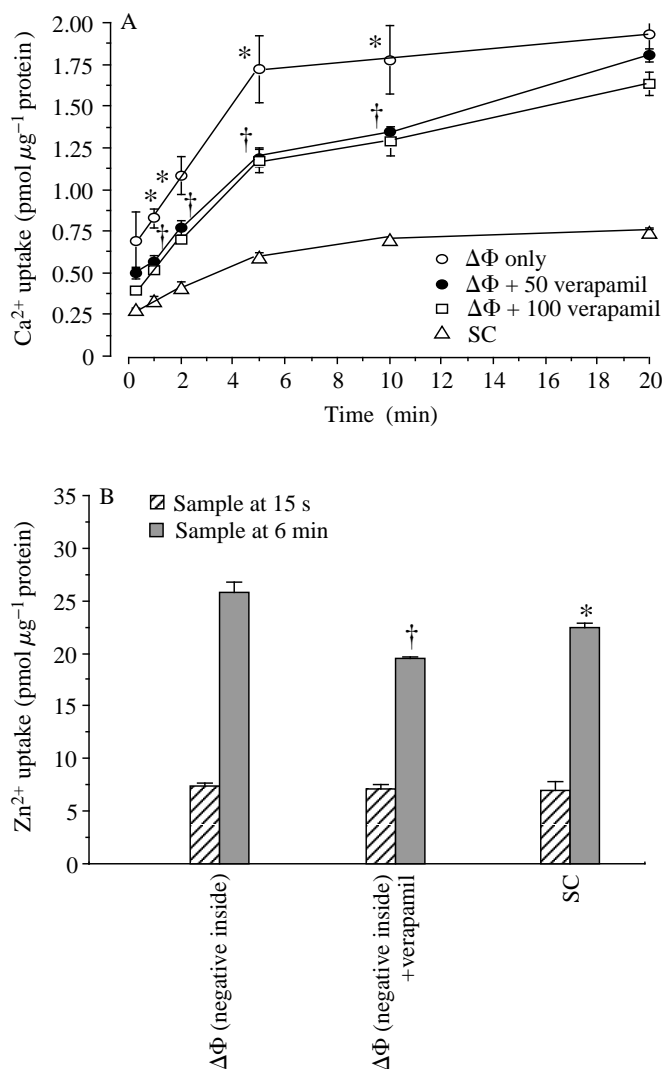 A
Ca²⁺ uptake (pmol μg⁻¹ protein)
2.00
1.75
1.50
1.25
1.00
0.75
0.50
0.25
0
*
*
*
*
†
†
†
†
ΔΦ only
ΔΦ + 50 verapamil
ΔΦ + 100 verapamil
SC
0 2 4 6 8 10 12 14 16 18 20
Time (min)
B
Zn²⁺ uptake (pmol μg⁻¹ protein)
35
30
25
20
15
10
5
0
Sample at 15 s
Sample at 6 min
†
*
ΔΦ (negative inside)
ΔΦ (negative inside)
+verapamil
SC